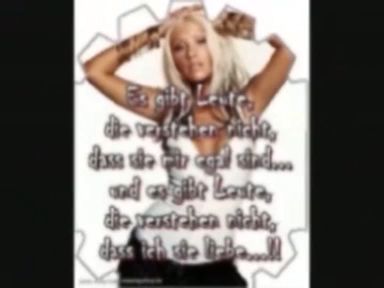 Es gibt Leute,
die verstehen nicht,
dass sie mir egal sind...
und es gibt Leute,
die verstehen nicht,
dass ich sie liebe...!!